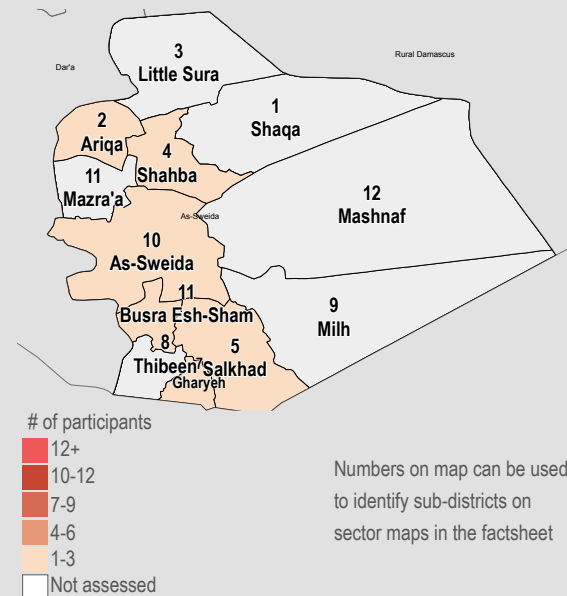 3
Little Sura
Rural Damascus
Dar'a
1
Shaqa
2
Ariqa
4
Shahba
11
Mazra'a
12
Mashnaf
As-Sweida
10
As-Sweida
11
Busra Esh-Sham
9
Milh
8
Thibeen
5
Salkhad
7
Gharyeh
# of participants
12+
10-12
7-9
4-6
1-3
Not assessed
Numbers on map can be used
to identify sub-districts on
sector maps in the factsheet